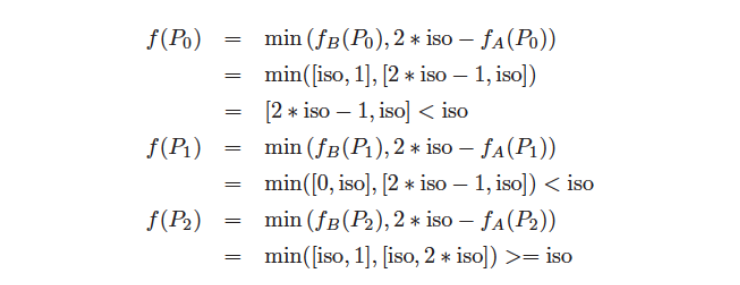 f(P₀) = min (f_B(P₀), 2 * iso − f_A(P₀))
= min([iso, 1], [2 * iso − 1, iso])
= [2 * iso − 1, iso] < iso
f(P₁) = min (f_B(P₁), 2 * iso − f_A(P₁))
= min([0, iso], [2 * iso − 1, iso]) < iso
f(P₂) = min (f_B(P₂), 2 * iso − f_A(P₂))
= min([iso, 1], [iso, 2 * iso]) >= iso